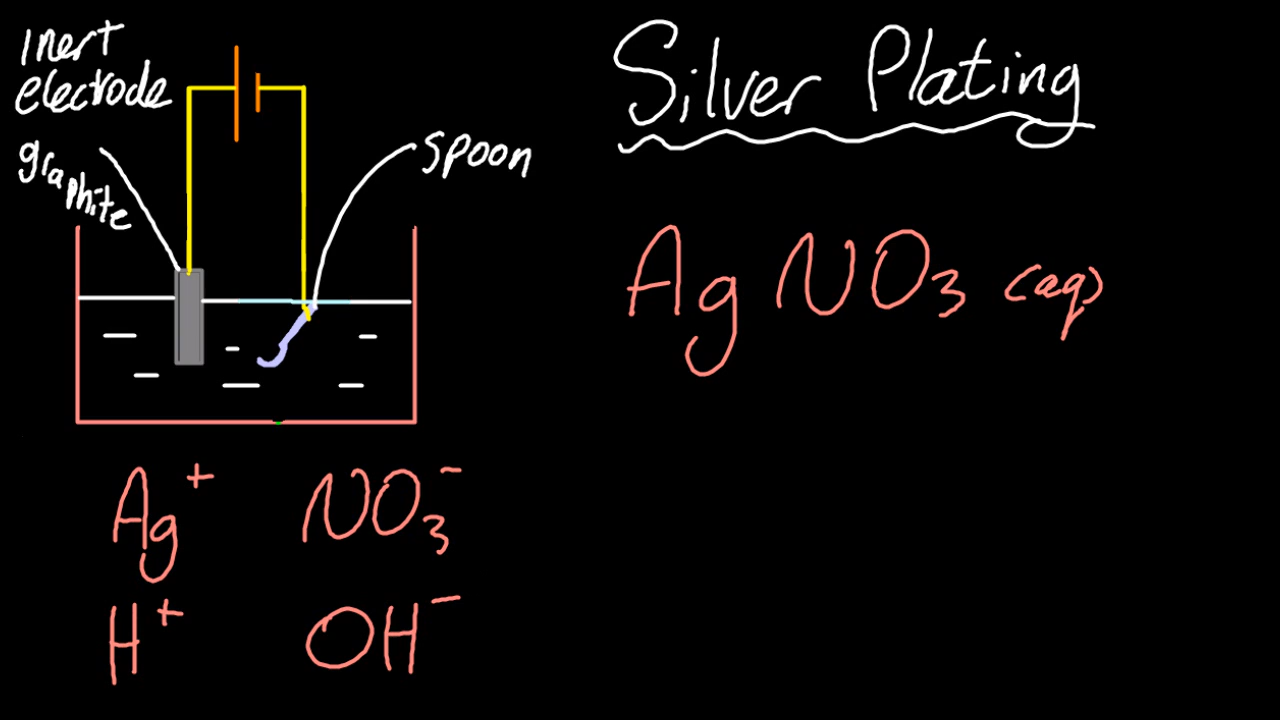 Inert
electrode
graphite
spoon
Silver Plating
AgNO₃ (aq)
Ag⁺ NO₃⁻
H⁺ OH⁻